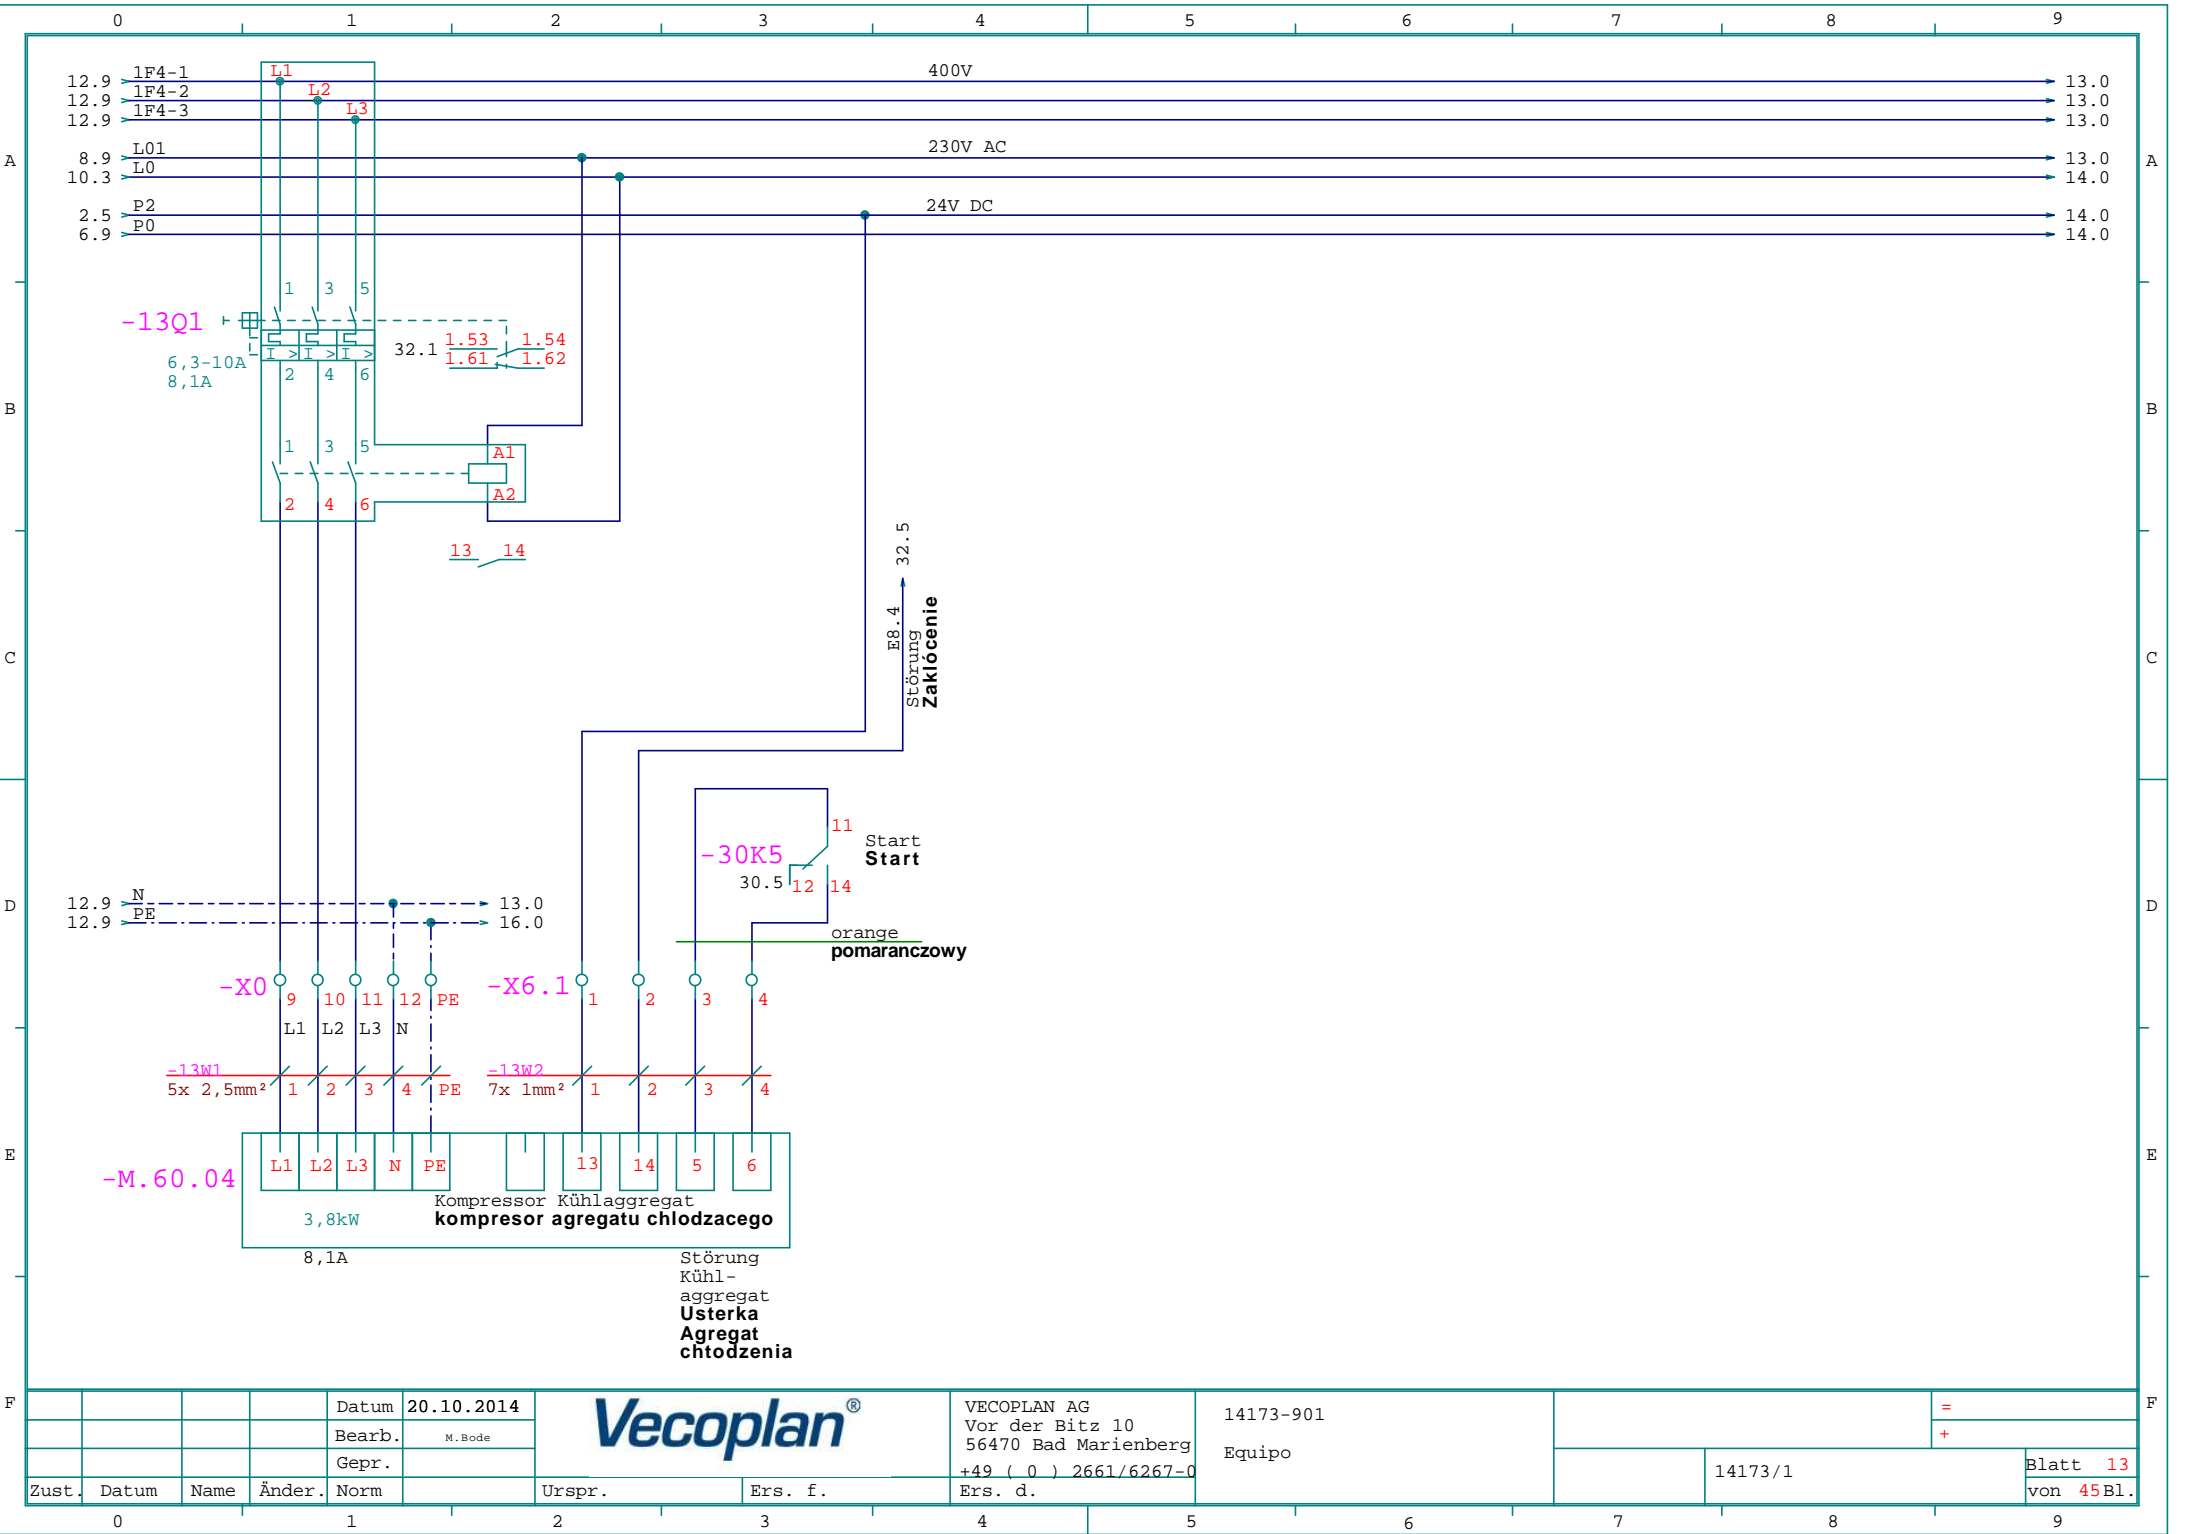 0 1 2 3 4 5 6 7 8 9
12.9 1F4-1 L1 400V 13.0
12.9 1F4-2 L2 13.0
12.9 1F4-3 L3 13.0
A 8.9 L01 230V AC 13.0 A
10.3 L0 14.0
2.5 P2 24V DC 14.0
6.9 P0 14.0
1 3 5
-13Q1
32.1 1.53 1.54
1.61 1.62
I > I > I >
6,3-10A
8,1A
2 4 6
B B
1 3 5
A1
A2
2 4 6
13 14
32.5
E8.4
Störung
Zaklócenie
C C
11
Start
Start
-30K5
30.5 12 14
12.9 N 13.0
12.9 PE 16.0
D D
orange
pomaranczowy
-X0 9 10 11 12 PE
-X6.1 1 2 3 4
L1 L2 L3 N
-13W1
5x 2,5mm² 1 2 3 4 PE
-13W2
7x 1mm² 1 2 3 4
E E
L1 L2 L3 N PE 13 14 5 6
-M.60.04
Kompressor Kühlaggregat
kompresor agregatu chlodzacego
3,8kW
8,1A
Störung
Kühl-
aggregat
Usterka
Agregat
chtodzenia
F F
Datum 20.10.2014
Bearb. M.Bode
Gepr.
Zust. Datum Name Änder. Norm
Vecoplan®
Urspr. Ers. f. Ers. d.
VECOPLAN AG
Vor der Bitz 10
56470 Bad Marienberg
+49 ( 0 ) 2661/6267-0
14173-901
Equipo
14173/1
=
+
Blatt 13
von 45Bl.
0 1 2 3 4 5 6 7 8 9